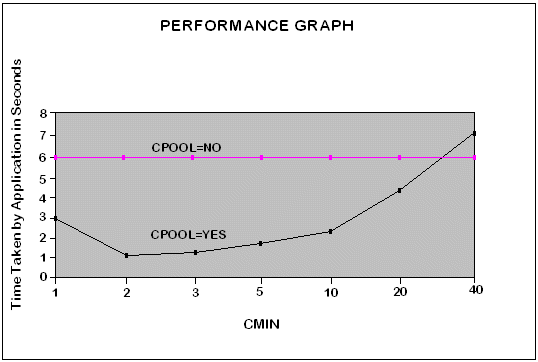 PERFORMANCE GRAPH
Time Taken by Application in Seconds
8
7
6
5
4
3
2
1
0
CPOOL=NO
CPOOL=YES
1 2 3 5 10 20 40
CMIN